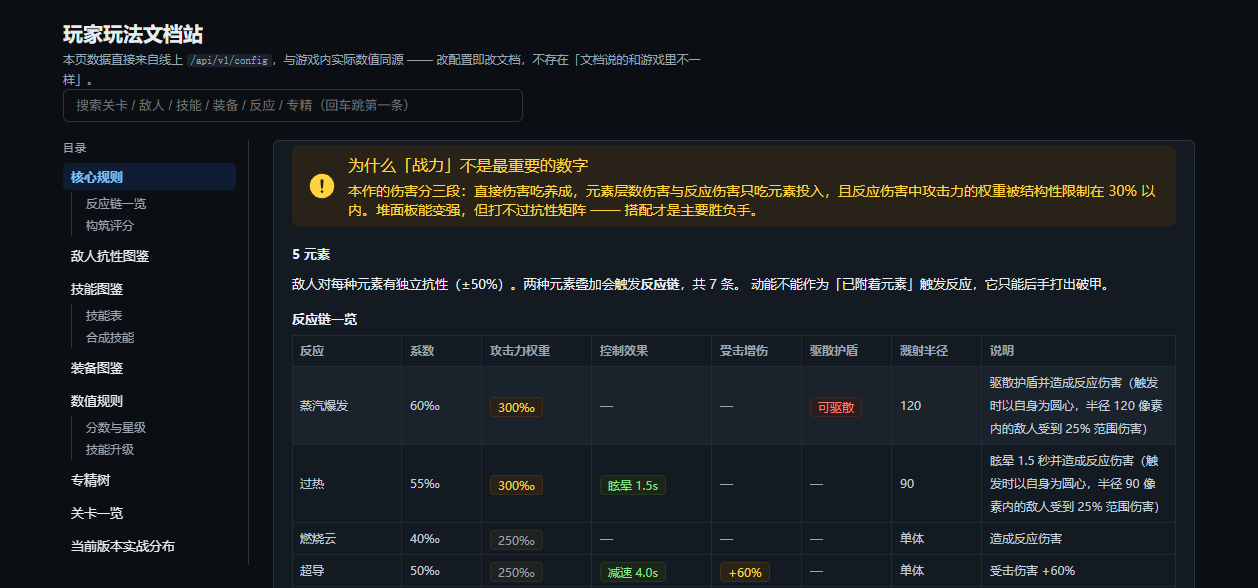 玩家玩法文档站
本页数据直接来自线上 /api/v1/config，与游戏内实际数值同源 —— 改配置即改文档，不存在「文档说的和游戏里不一
样」。
搜索关卡 / 敌人 / 技能 / 装备 / 反应 / 专精（回车跳第一条）
目录
核心规则
反应链一览
构筑评分
敌人抗性图鉴
技能图鉴
技能表
合成技能
装备图鉴
数值规则
分数与星级
技能升级
专精树
关卡一览
当前版本实战分布
为什么「战力」不是最重要的数字
本作的伤害分三段：直接伤害吃养成，元素层数伤害与反应伤害只吃元素投入，且反应伤害中攻击力的权重被结构性限制在 30% 以
内。堆面板能变强，但打不过抗性矩阵 —— 搭配才是主要胜负手。
5 元素
敌人对每种元素有独立抗性（±50%）。两种元素叠加会触发反应链，共 7 条。 动能不能作为「已附着元素」触发反应，它只能后手打出破甲。
反应链一览
反应 系数 攻击力权重 控制效果 受击增伤 驱散护盾 溅射半径 说明
蒸汽爆发 60‰ 300‰ — — 可驱散 120 驱散护盾并造成反应伤害（触发
时以自身为圆心，半径 120 像素
内的敌人受到 25% 范围伤害）
过热 55‰ 300‰ 眩晕 1.5s — — 90 眩晕 1.5 秒并造成反应伤害（触
发时以自身为圆心，半径 90 像
素内的敌人受到 25% 范围伤害）
燃烧云 40‰ 250‰ — — — 单体 造成反应伤害
超导 50‰ 250‰ 减速 4.0s +60% — 单体 受击伤害 +60%